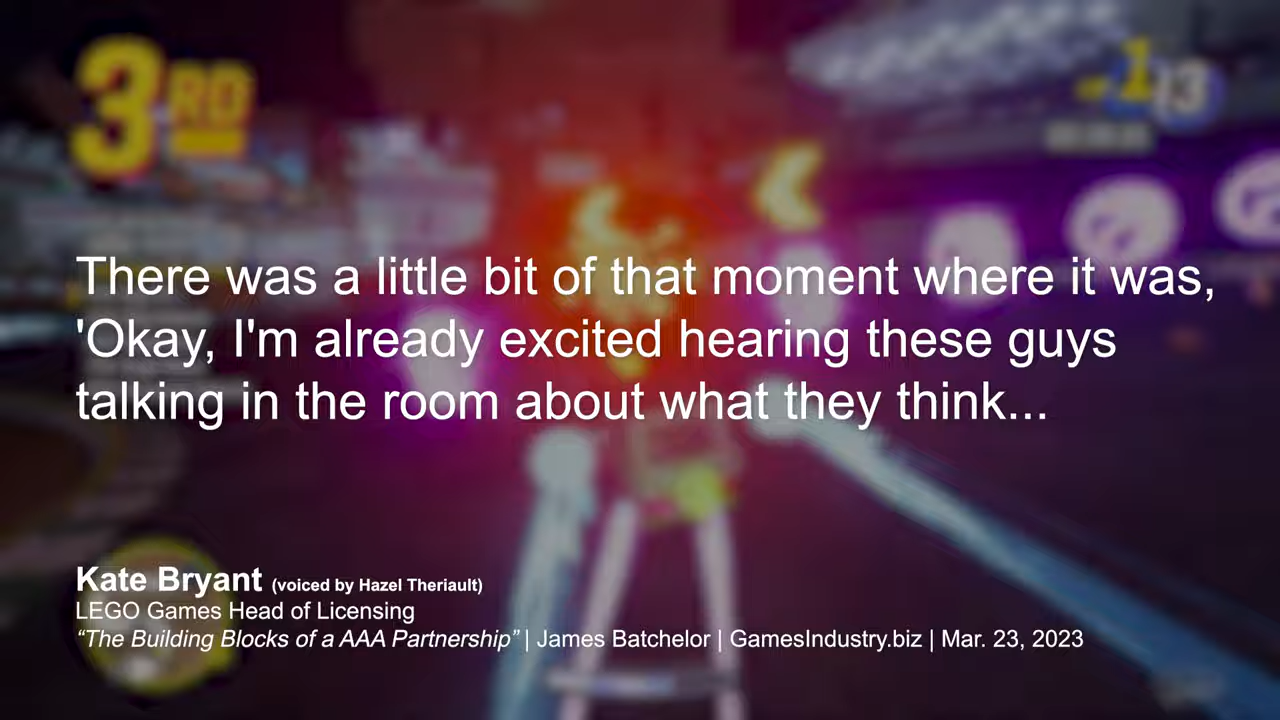 3RD
There was a little bit of that moment where it was,
'Okay, I'm already excited hearing these guys
talking in the room about what they think...
Kate Bryant (voiced by Hazel Theriault)
LEGO Games Head of Licensing
“The Building Blocks of a AAA Partnership” | James Batchelor | GamesIndustry.biz | Mar. 23, 2023